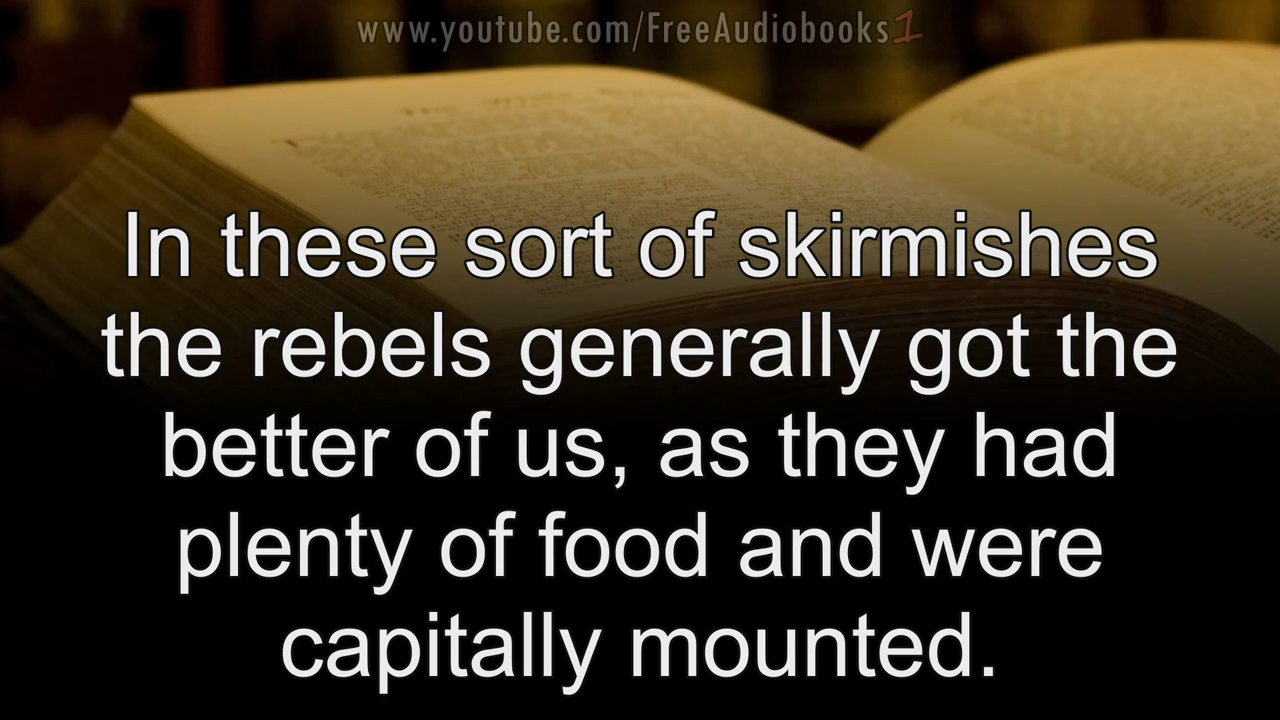 www.youtube.com/FreeAudiobooks1
In these sort of skirmishes
the rebels generally got the
better of us, as they had
plenty of food and were
capitally mounted.